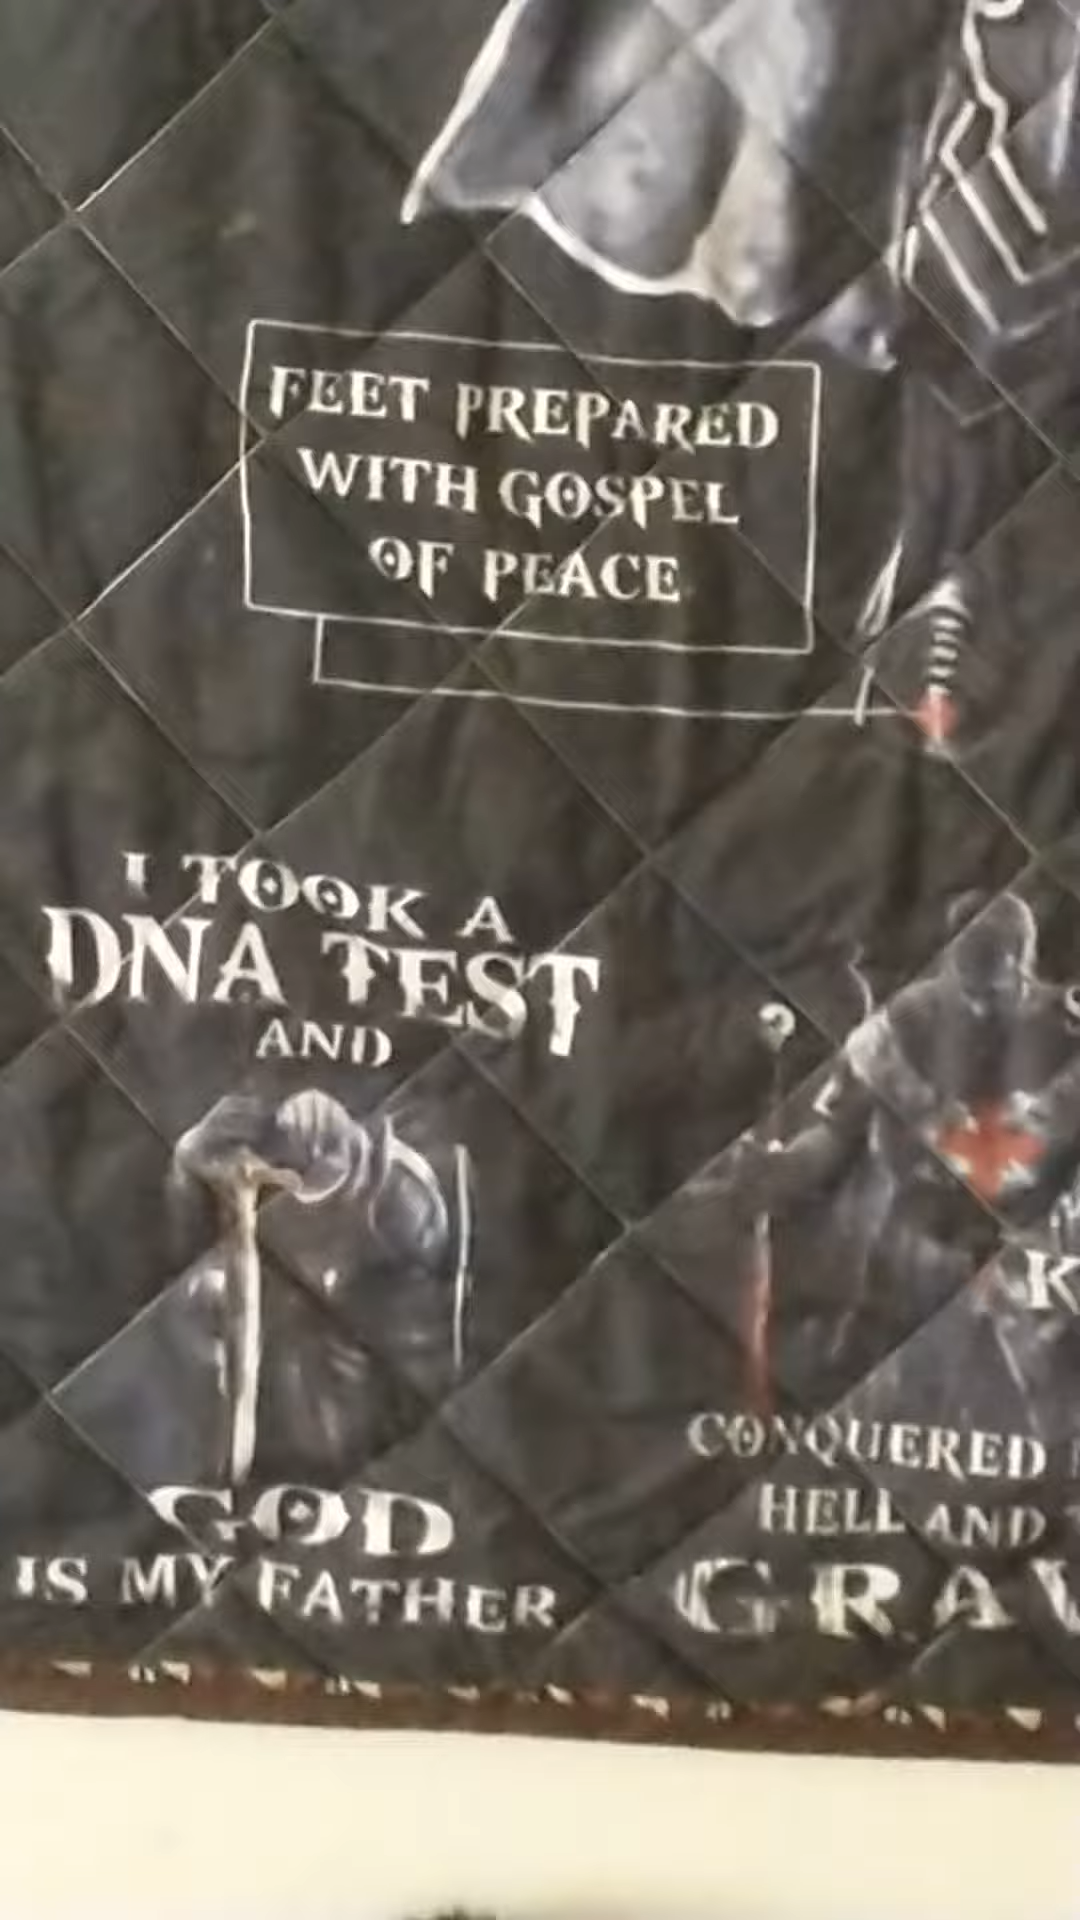 FEET PREPARED
WITH GOSPEL
OF PEACE
I TOOK A
DNA TEST
AND
GOD
IS MY FATHER
CONQUERED
HELL AND